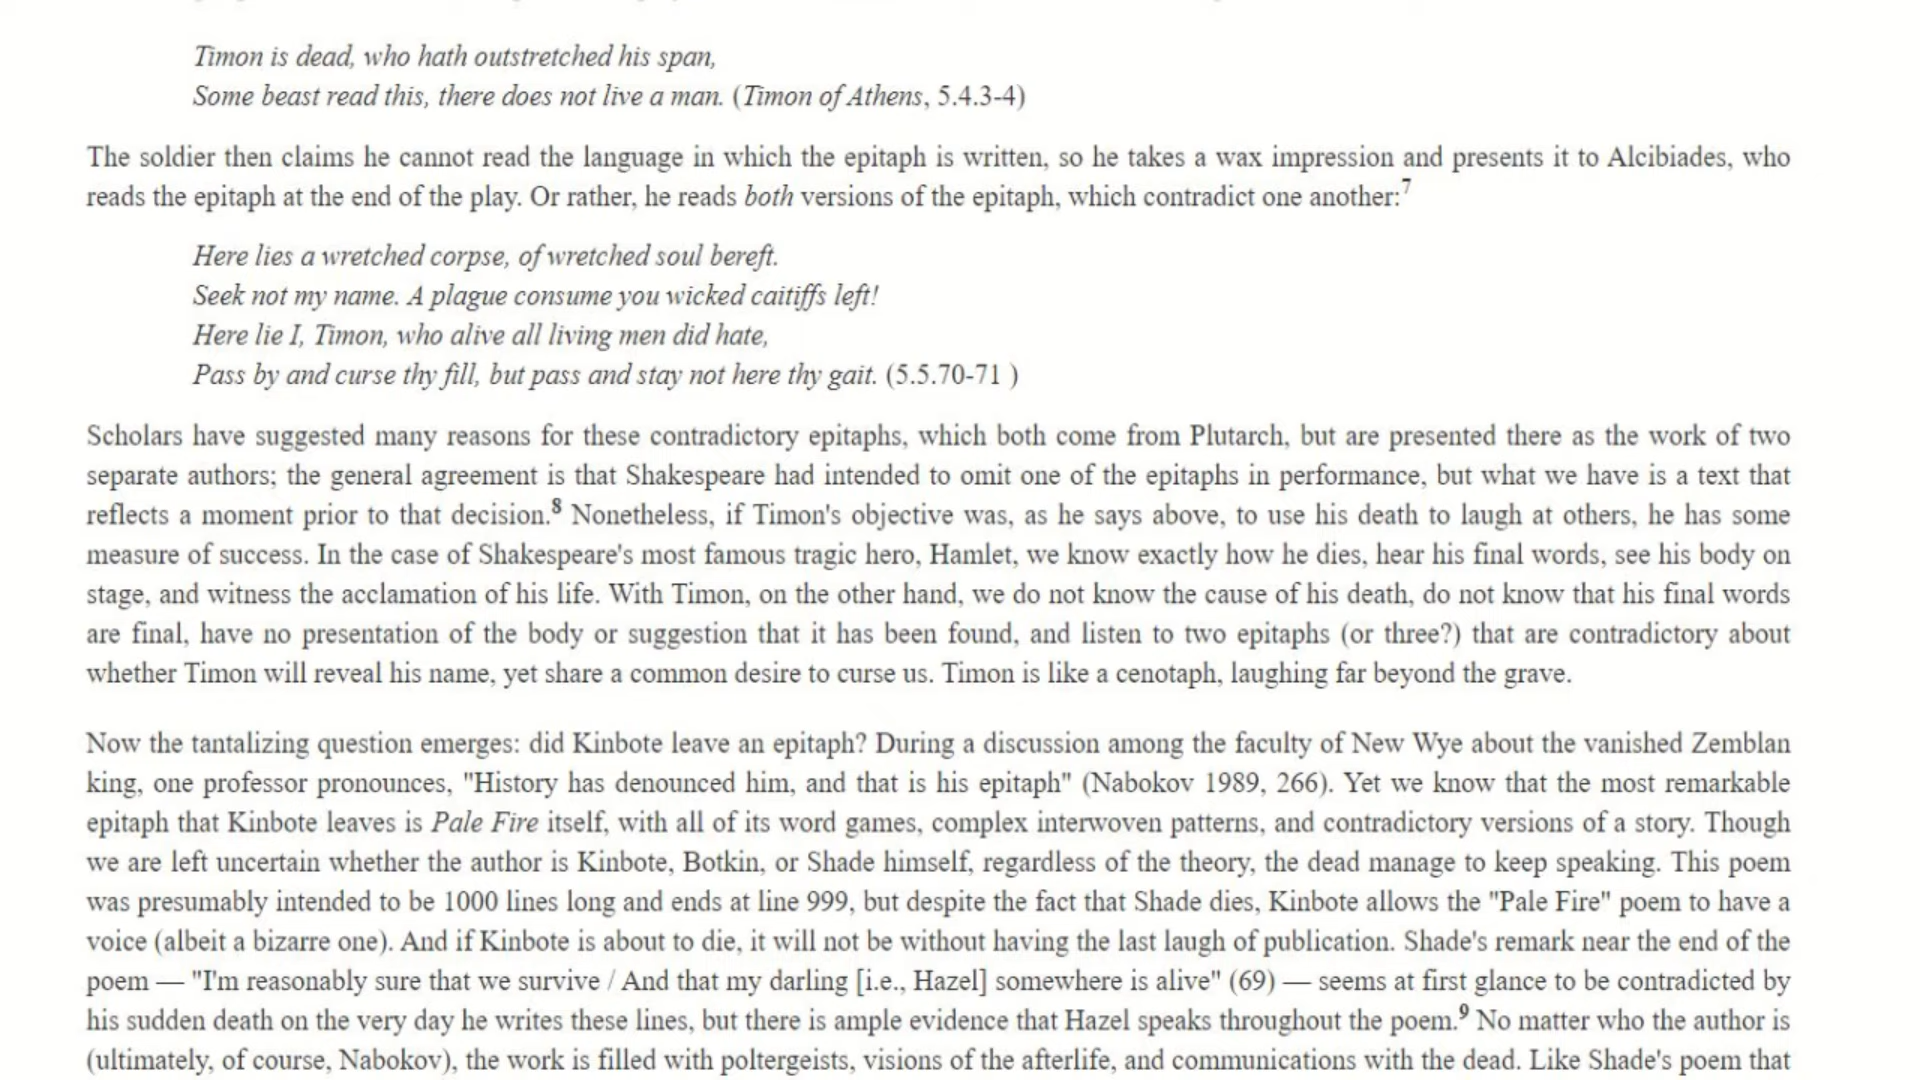 Timon is dead, who hath outstretched his span,
Some beast read this, there does not live a man. (Timon of Athens, 5.4.3-4)
The soldier then claims he cannot read the language in which the epitaph is written, so he takes a wax impression and presents it to Alcibiades, who
reads the epitaph at the end of the play. Or rather, he reads both versions of the epitaph, which contradict one another:7
Here lies a wretched corpse, of wretched soul bereft.
Seek not my name. A plague consume you wicked caitiffs left!
Here lie I, Timon, who alive all living men did hate,
Pass by and curse thy fill, but pass and stay not here thy gait. (5.5.70-71 )
Scholars have suggested many reasons for these contradictory epitaphs, which both come from Plutarch, but are presented there as the work of two
separate authors; the general agreement is that Shakespeare had intended to omit one of the epitaphs in performance, but what we have is a text that
reflects a moment prior to that decision.8 Nonetheless, if Timon's objective was, as he says above, to use his death to laugh at others, he has some
measure of success. In the case of Shakespeare's most famous tragic hero, Hamlet, we know exactly how he dies, hear his final words, see his body on
stage, and witness the acclamation of his life. With Timon, on the other hand, we do not know the cause of his death, do not know that his final words
are final, have no presentation of the body or suggestion that it has been found, and listen to two epitaphs (or three?) that are contradictory about
whether Timon will reveal his name, yet share a common desire to curse us. Timon is like a cenotaph, laughing far beyond the grave.
Now the tantalizing question emerges: did Kinbote leave an epitaph? During a discussion among the faculty of New Wye about the vanished Zemblan
king, one professor pronounces, "History has denounced him, and that is his epitaph" (Nabokov 1989, 266). Yet we know that the most remarkable
epitaph that Kinbote leaves is Pale Fire itself, with all of its word games, complex interwoven patterns, and contradictory versions of a story. Though
we are left uncertain whether the author is Kinbote, Botkin, or Shade himself, regardless of the theory, the dead manage to keep speaking. This poem
was presumably intended to be 1000 lines long and ends at line 999, but despite the fact that Shade dies, Kinbote allows the "Pale Fire" poem to have a
voice (albeit a bizarre one). And if Kinbote is about to die, it will not be without having the last laugh of publication. Shade's remark near the end of the
poem — "I'm reasonably sure that we survive / And that my darling [i.e., Hazel] somewhere is alive" (69) — seems at first glance to be contradicted by
his sudden death on the very day he writes these lines, but there is ample evidence that Hazel speaks throughout the poem.9 No matter who the author is
(ultimately, of course, Nabokov), the work is filled with poltergeists, visions of the afterlife, and communications with the dead. Like Shade's poem that